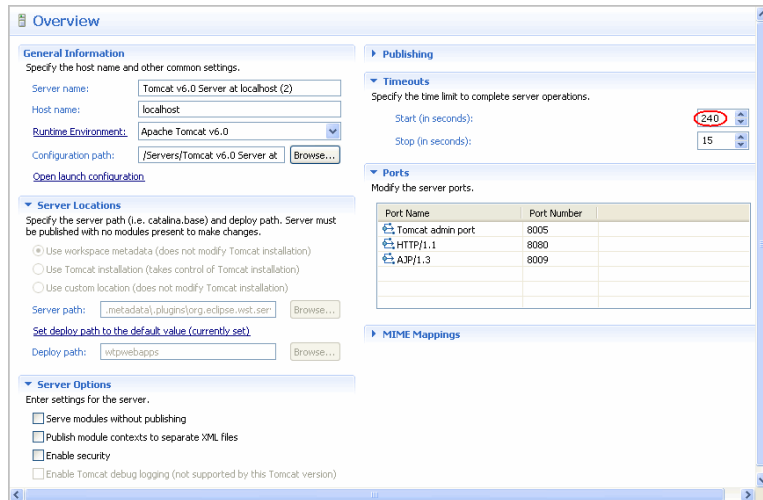 Overview
General Information
Specify the host name and other common settings.
Server name: Tomcat v6.0 Server at localhost (2)
Host name: localhost
Runtime Environment: Apache Tomcat v6.0
Configuration path: /Servers/Tomcat v6.0 Server at Browse...
Open launch configuration
Server Locations
Specify the server path (i.e. catalina.base) and deploy path. Server must
be published with no modules present to make changes.
Use workspace metadata (does not modify Tomcat installation)
Use Tomcat installation (takes control of Tomcat installation)
Use custom location (does not modify Tomcat installation)
Server path: .metadata\.plugins\org.eclipse.wst.ser Browse...
Set deploy path to the default value (currently set)
Deploy path: wtpwebapps Browse...
Server Options
Enter settings for the server.
Serve modules without publishing
Publish module contexts to separate XML files
Enable security
Enable Tomcat debug logging (not supported by this Tomcat version)
Publishing
Timeouts
Specify the time limit to complete server operations.
Start (in seconds): 240
Stop (in seconds): 15
Ports
Modify the server ports.
Port Name Port Number
Tomcat admin port 8005
HTTP/1.1 8080
AJP/1.3 8009
MIME Mappings